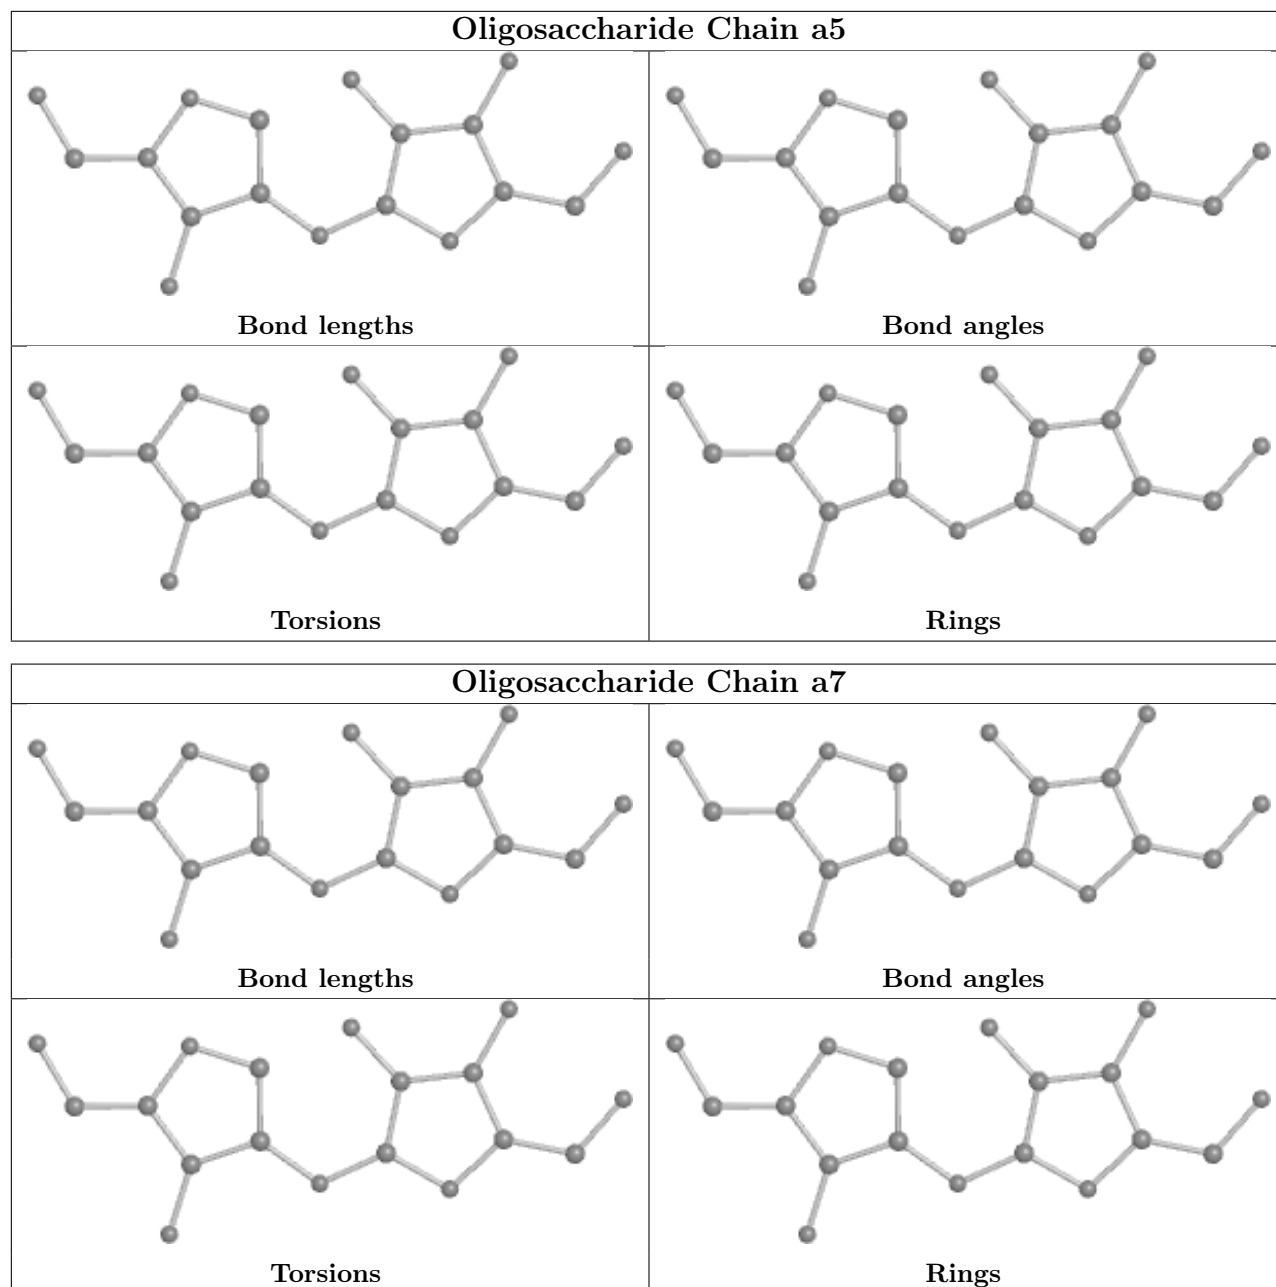 Oligosaccharide Chain a5
Bond lengths
Bond angles
Torsions
Rings
Oligosaccharide Chain a7
Bond lengths
Bond angles
Torsions
Rings